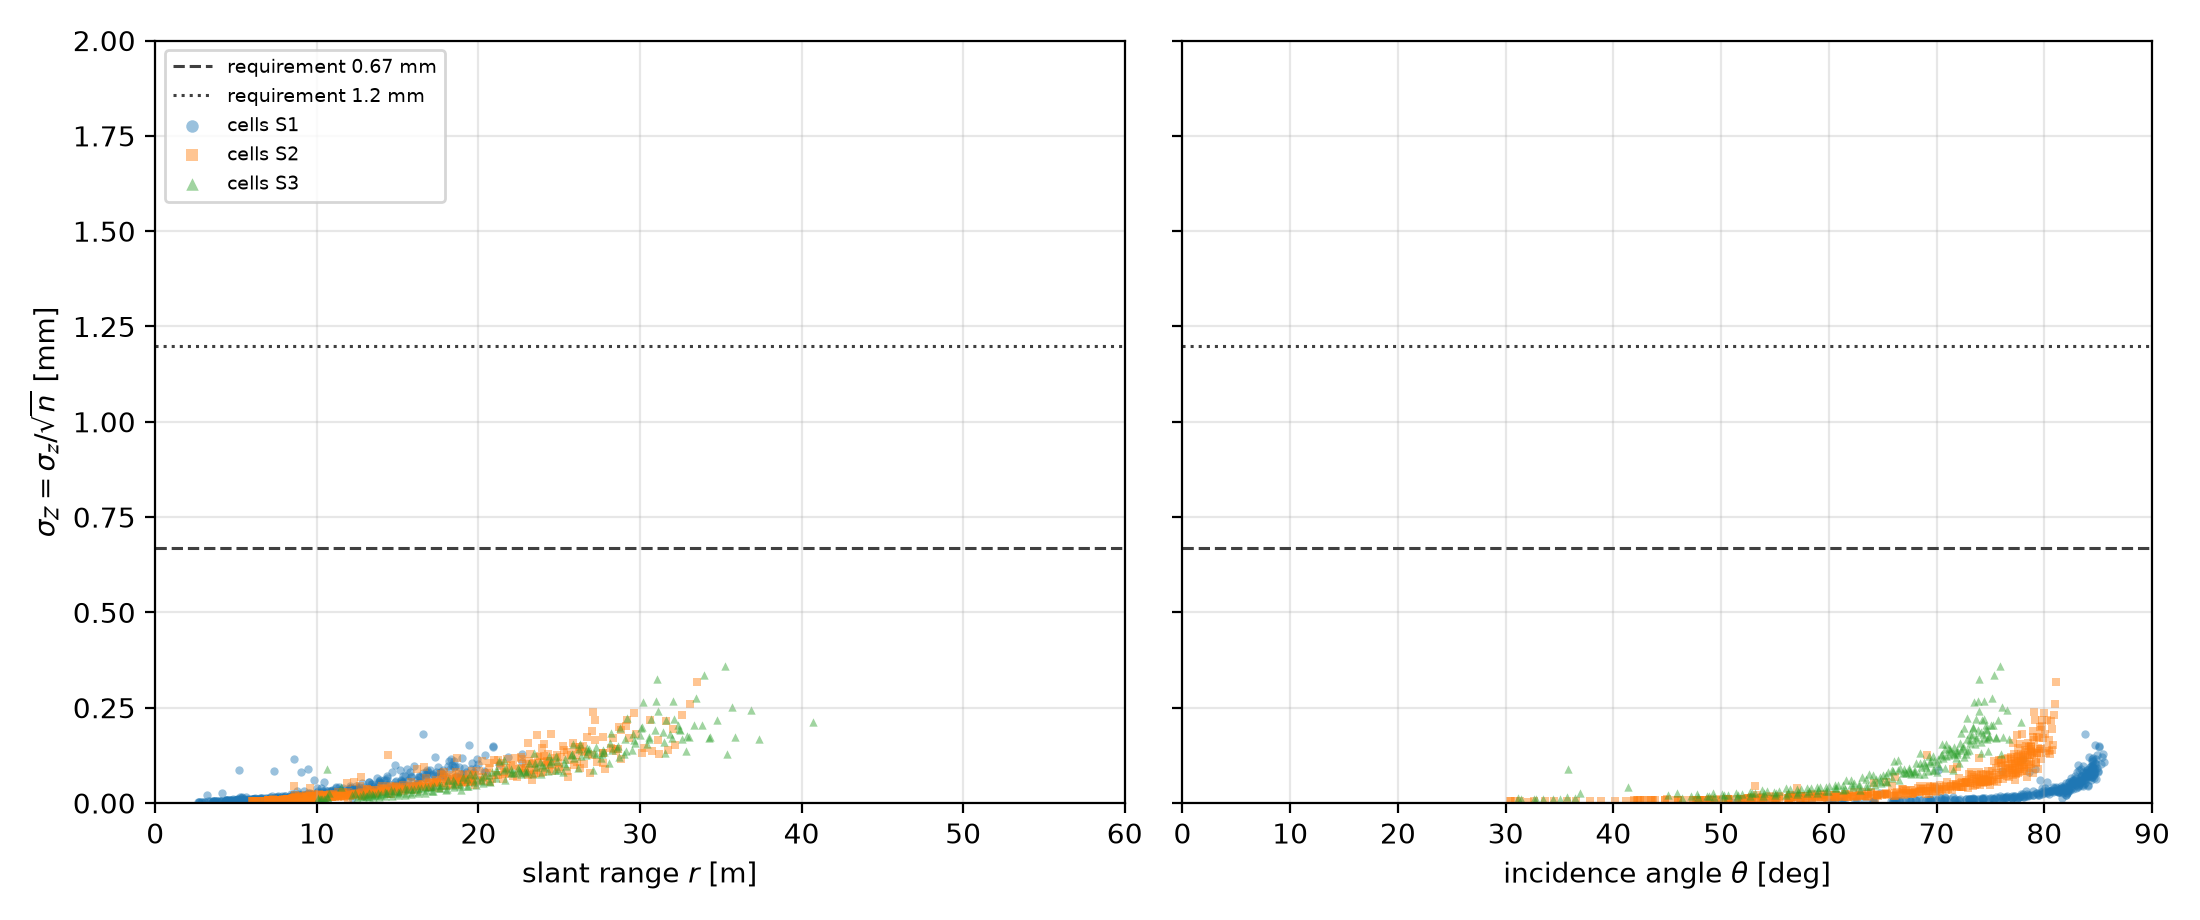 2.00
1.75
1.50
1.25
1.00
0.75
0.50
0.25
0.00
σ_Z = σ_z/√n [mm]
requirement 0.67 mm
requirement 1.2 mm
cells S1
cells S2
cells S3
0 10 20 30 40 50 60
slant range r [m]
0 10 20 30 40 50 60 70 80 90
incidence angle θ [deg]